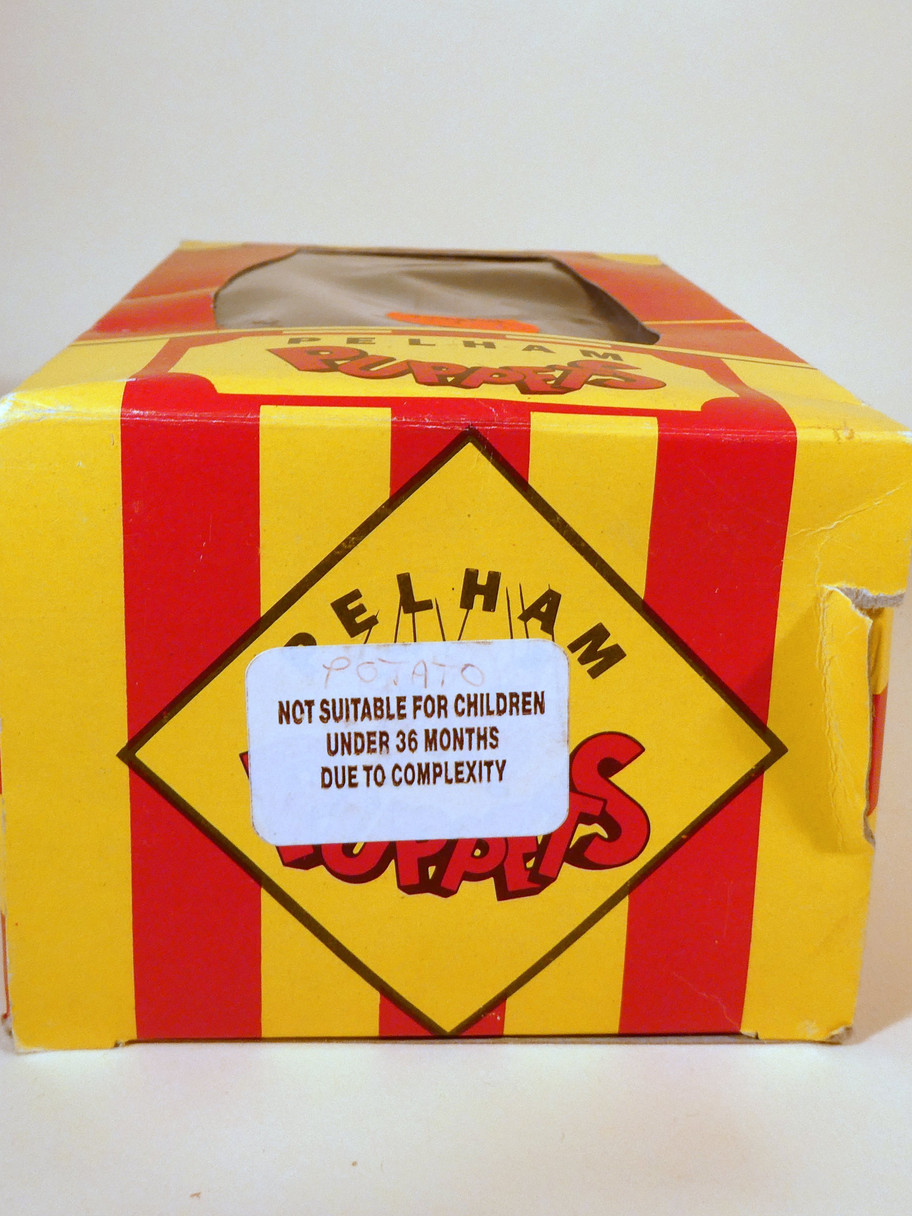 PELHAM
PUPPETS
PELHAM
POTATO
NOT SUITABLE FOR CHILDREN
UNDER 36 MONTHS
DUE TO COMPLEXITY
PUPPETS